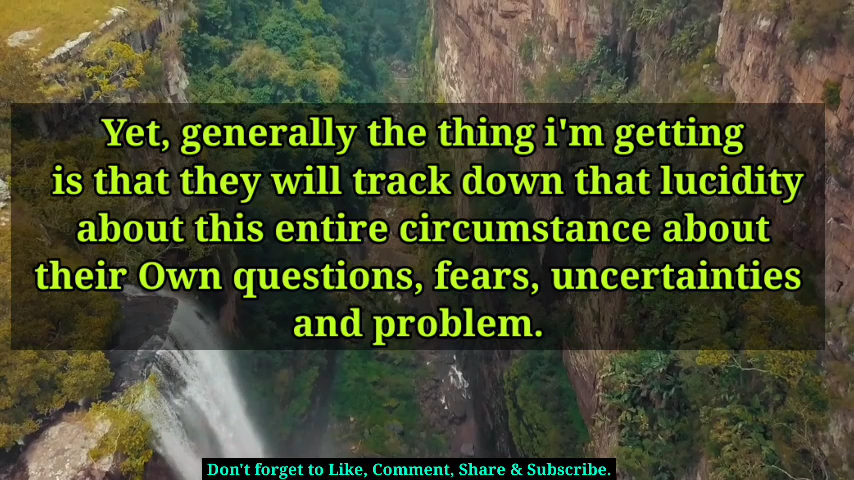 Yet, generally the thing i'm getting
is that they will track down that lucidity
about this entire circumstance about
their Own questions, fears, uncertainties
and problem.
Don't forget to Like, Comment, Share & Subscribe.